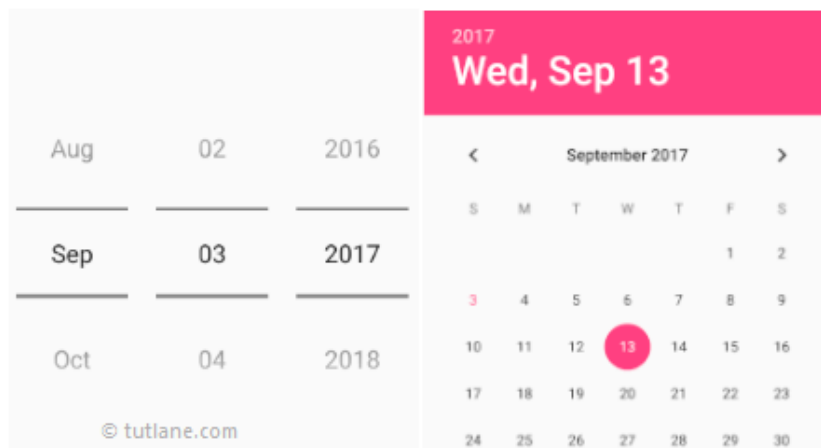 Aug 02 2016
Sep 03 2017
Oct 04 2018
© tutlane.com
2017
Wed, Sep 13
September 2017
S M T W T F S
1 2
3 4 5 6 7 8 9
10 11 12 13 14 15 16
17 18 19 20 21 22 23
24 25 26 27 28 29 30